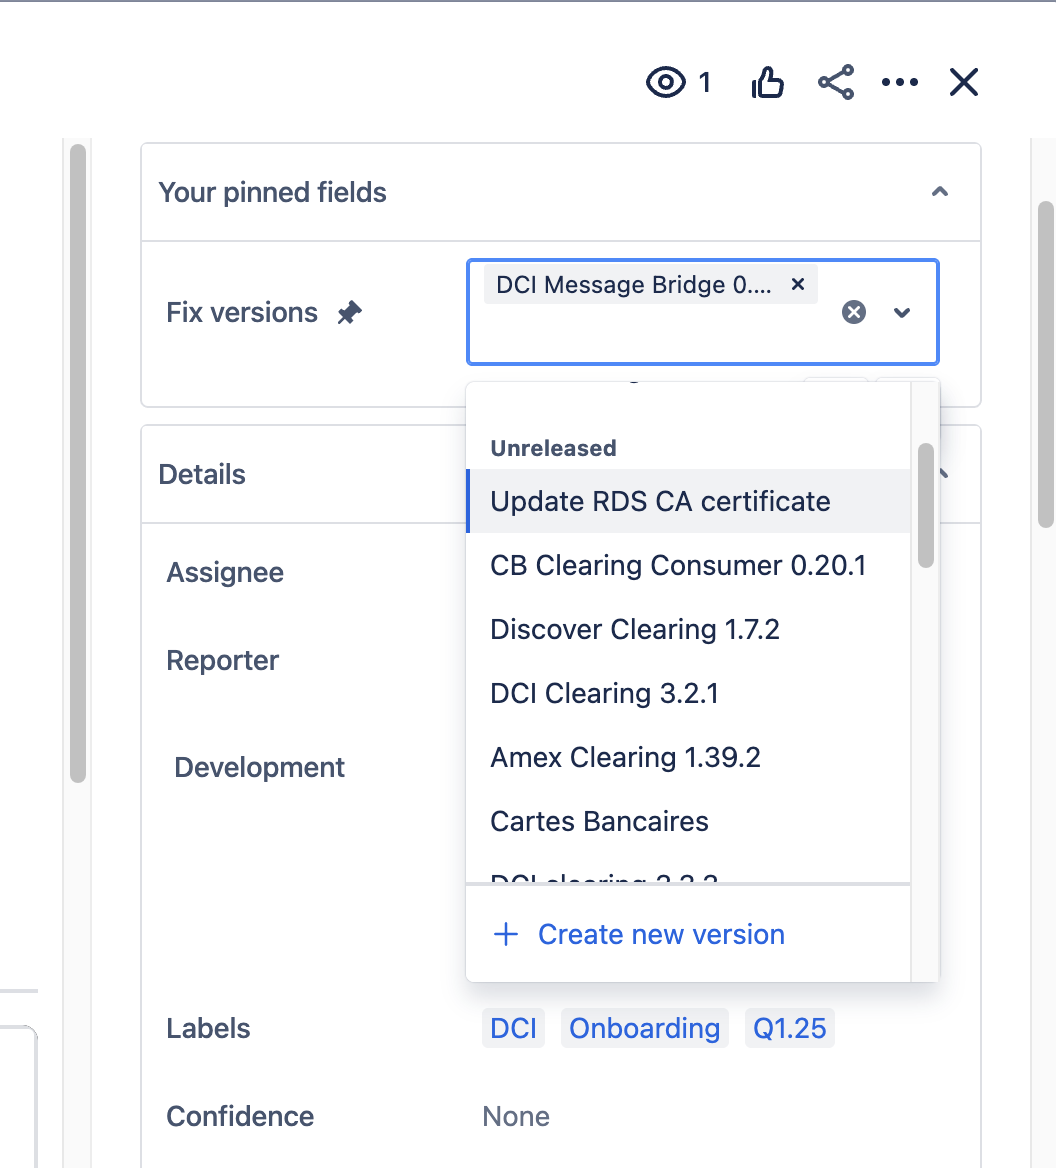 1
Your pinned fields
Fix versions
DCI Message Bridge 0....
Unreleased
Details
Update RDS CA certificate
Assignee
CB Clearing Consumer 0.20.1
Discover Clearing 1.7.2
Reporter
DCI Clearing 3.2.1
Development
Amex Clearing 1.39.2
Cartes Bancaires
Create new version
Labels
DCI Onboarding Q1.25
Confidence
None